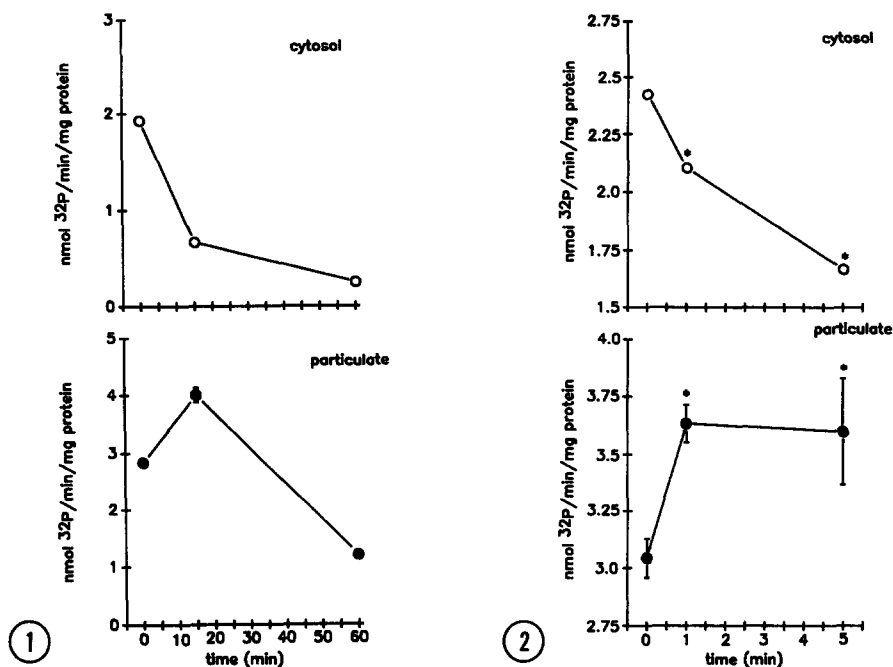 3
2
1
0
nmol 32P/min/mg protein
cytosol
5
4
3
2
1
0
nmol 32P/min/mg protein
particulate
0 10 20 30 40 50 60
time (min)
1
2.75
2.5
2.25
2.0
1.75
1.5
nmol 32P/min/mg protein
cytosol
*
*
4.0
3.75
3.5
3.25
3.0
2.75
nmol 32P/min/mg protein
particulate
*
*
0 1 2 3 4 5
time (min)
2